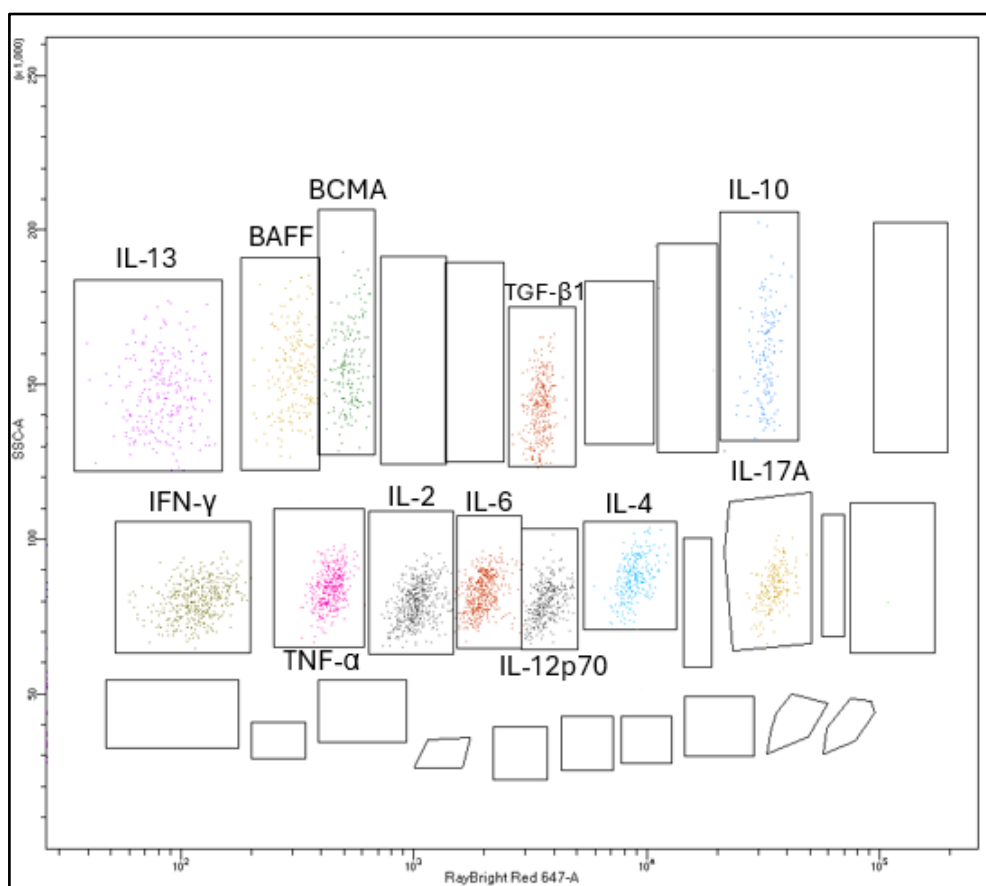 (x 1,000)
250
BCMA
IL-10
200
BAFF
IL-13
TGF-β1
150
SSC-A
IL-17A
IFN-γ
IL-2
IL-6
IL-4
100
TNF-α
IL-12p70
50
10²
10³
10⁴
10⁵
RayBright Red 647-A